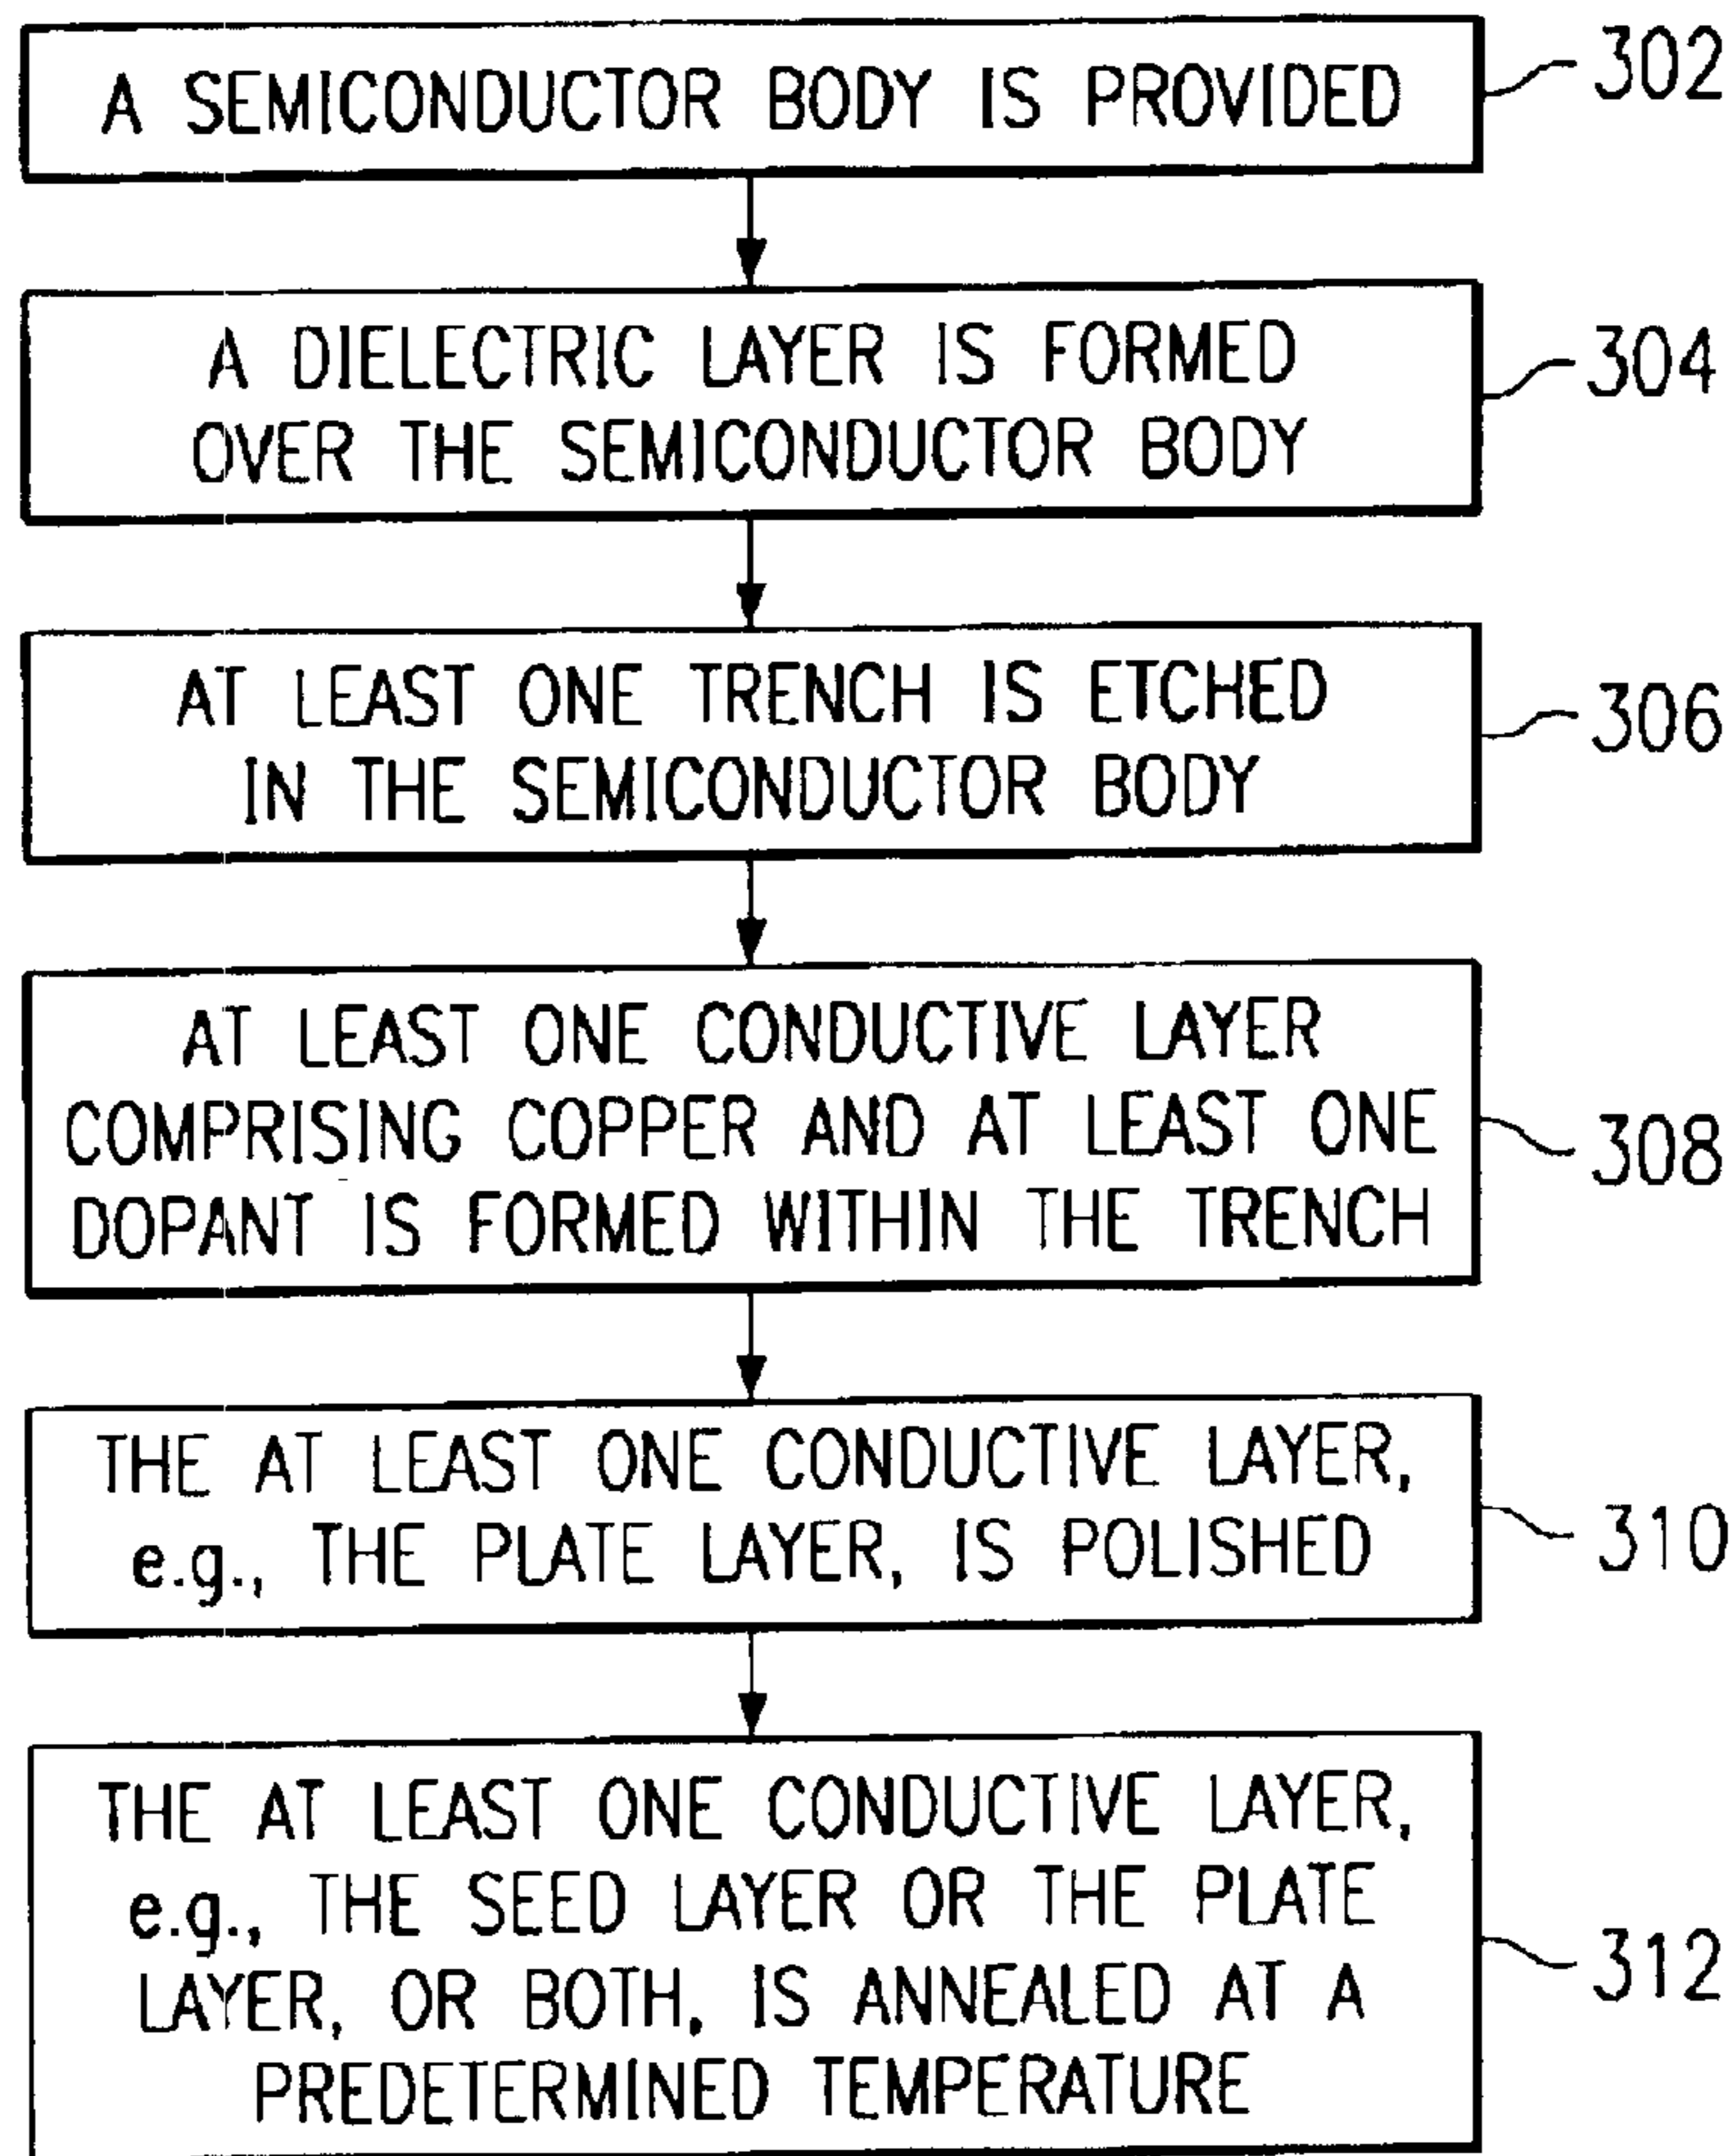 A SEMICONDUCTOR BODY IS PROVIDED
302
A DIELECTRIC LAYER IS FORMED
OVER THE SEMICONDUCTOR BODY
304
AT LEAST ONE TRENCH IS ETCHED
IN THE SEMICONDUCTOR BODY
306
AT LEAST ONE CONDUCTIVE LAYER
COMPRISING COPPER AND AT LEAST ONE
DOPANT IS FORMED WITHIN THE TRENCH
308
THE AT LEAST ONE CONDUCTIVE LAYER,
e.g., THE PLATE LAYER, IS POLISHED
310
THE AT LEAST ONE CONDUCTIVE LAYER,
e.g., THE SEED LAYER OR THE PLATE
LAYER, OR BOTH, IS ANNEALED AT A
PREDETERMINED TEMPERATURE
312